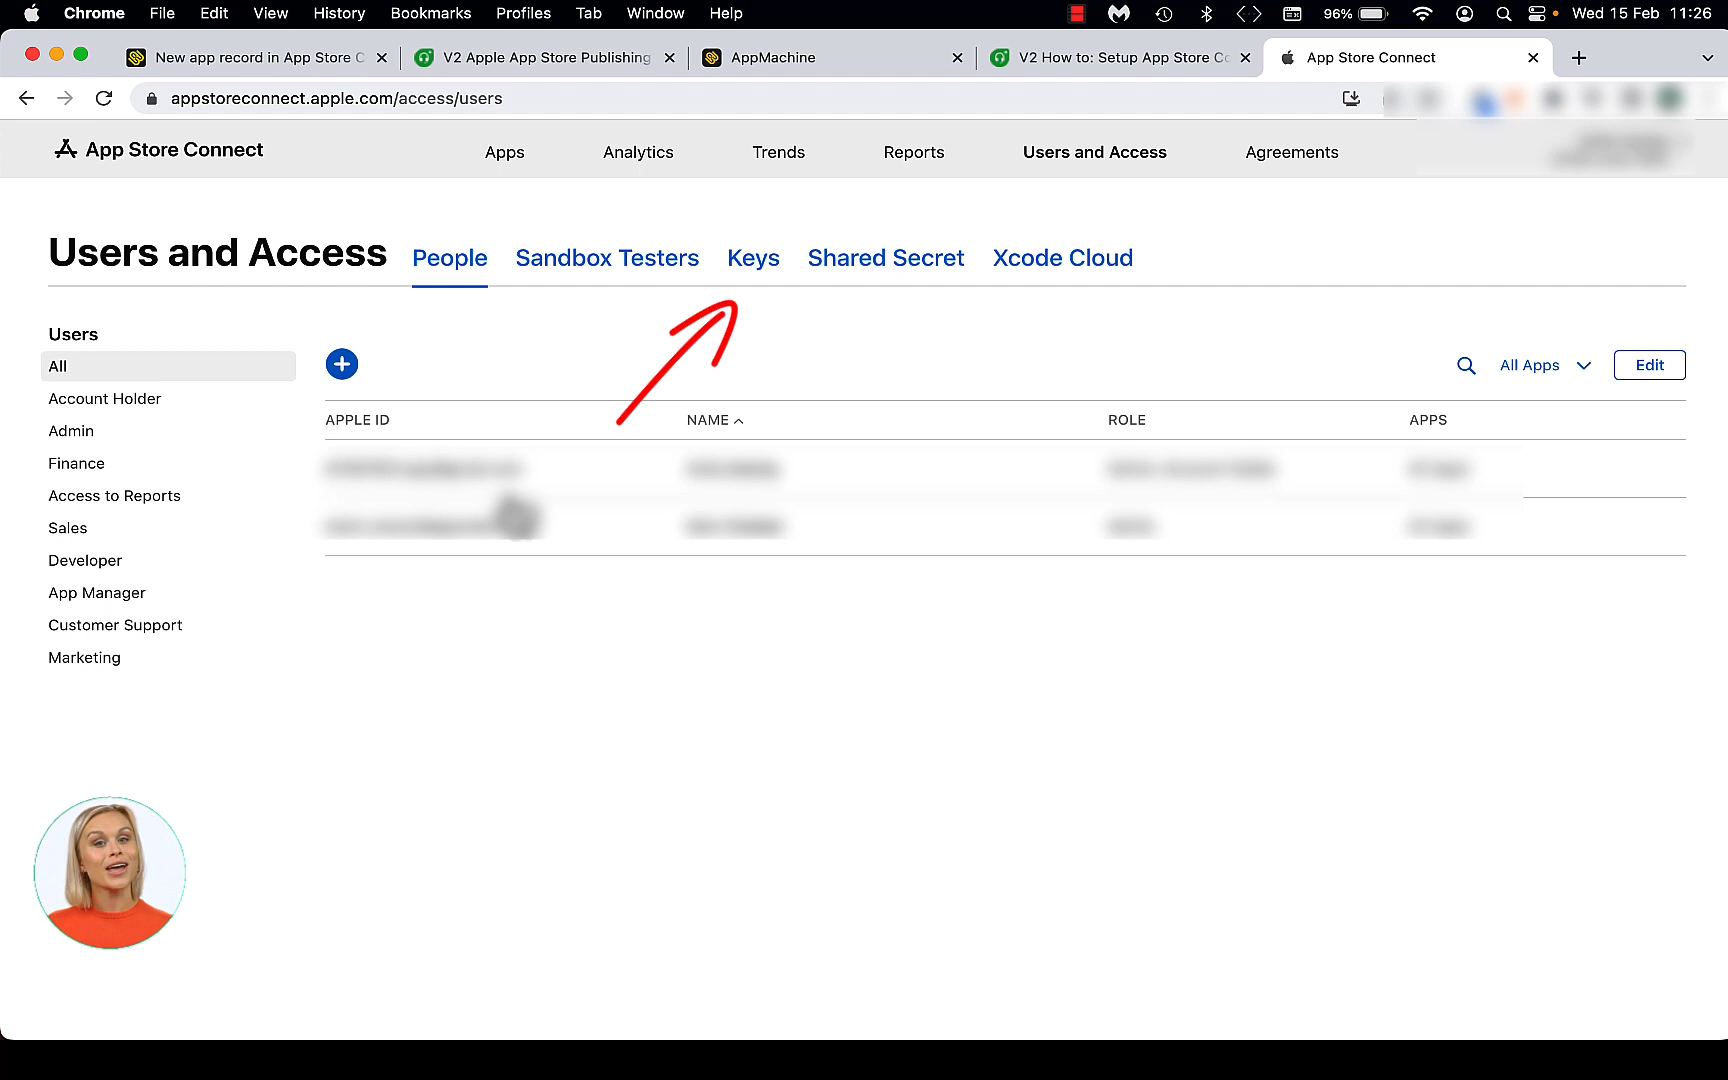 Chrome File Edit View History Bookmarks Profiles Tab Window Help 96% Wed 15 Feb 11:26
New app record in App Store C
V2 Apple App Store Publishing
AppMachine
V2 How to: Setup App Store Co
App Store Connect
appstoreconnect.apple.com/access/users
App Store Connect
Apps Analytics Trends Reports Users and Access Agreements
Users and Access
People Sandbox Testers Keys Shared Secret Xcode Cloud
Users
All
Account Holder
Admin
Finance
Access to Reports
Sales
Developer
App Manager
Customer Support
Marketing
All Apps Edit
APPLE ID NAME ROLE APPS